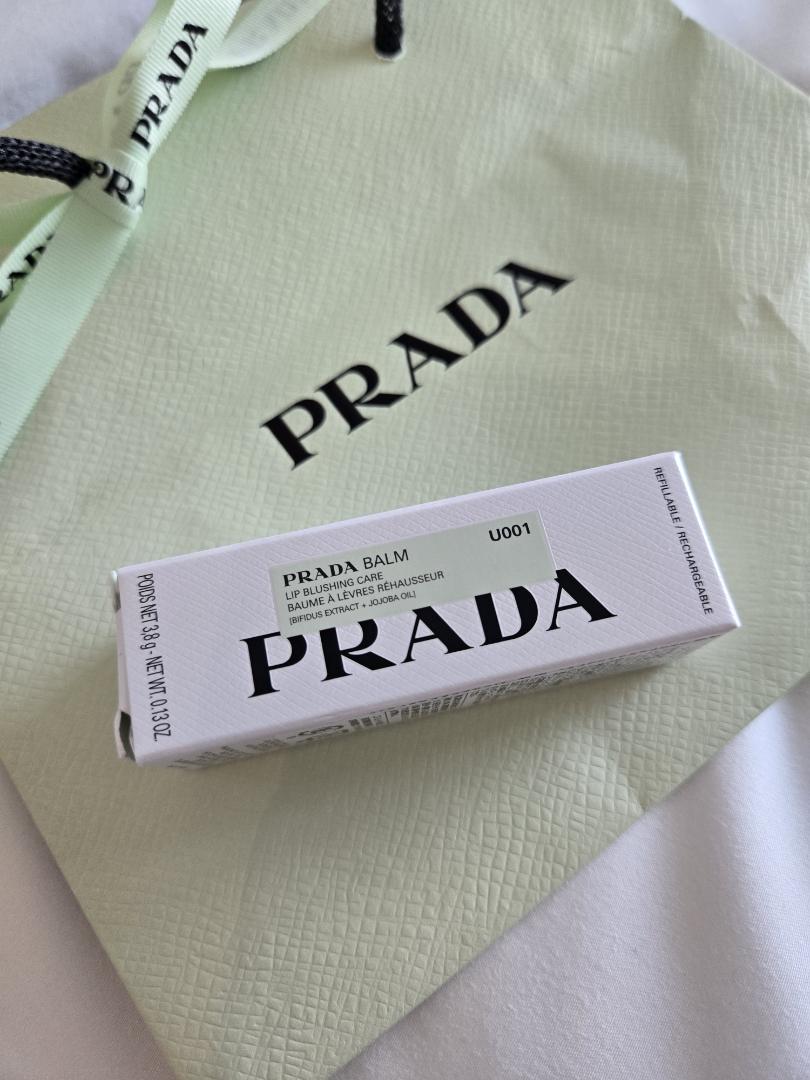 PRADA
PRA
PRADA
PRADA
PRADA BALM
U001
LIP BLUSHING CARE
BAUME À LÈVRES RÉHAUSSEUR
[BIFIDUS EXTRACT + JOJOBA OIL]
PRADA
POIDS NET 3,8 g - NET WT. 0.13 OZ.
REFILLABLE / RECHARGEABLE